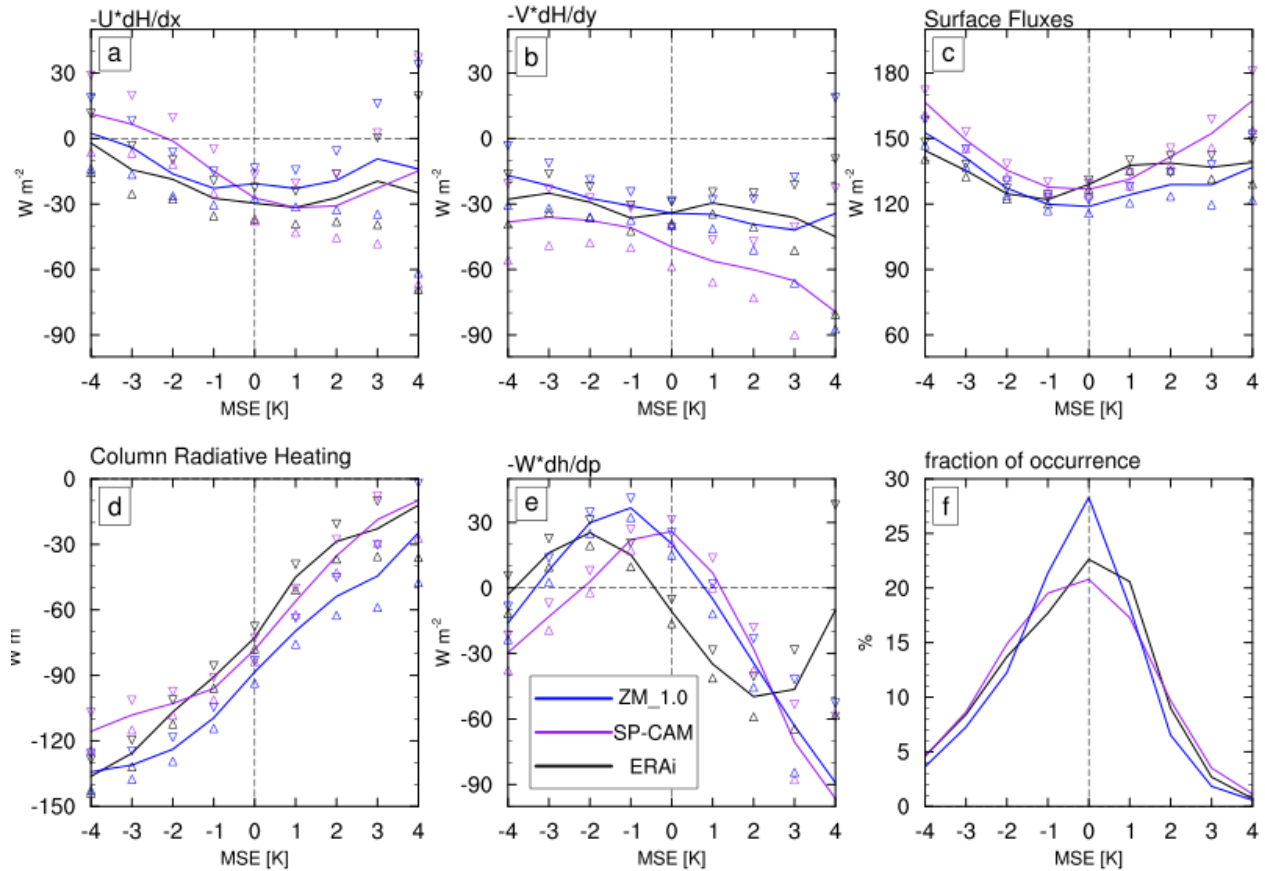 -U*dH/dx
a
30
0
-30
-60
-90
W m-2
-4 -3 -2 -1 0 1 2 3 4
MSE [K]
-V*dH/dy
b
30
0
-30
-60
-90
W m-2
-4 -3 -2 -1 0 1 2 3 4
MSE [K]
Surface Fluxes
c
180
150
120
90
60
W m-2
-4 -3 -2 -1 0 1 2 3 4
MSE [K]
Column Radiative Heating
d
0
-30
-60
-90
-120
-150
-4 -3 -2 -1 0 1 2 3 4
MSE [K]
-W*dh/dp
e
30
0
-30
-60
-90
W m-2
ZM_1.0
SP-CAM
ERAi
-4 -3 -2 -1 0 1 2 3 4
MSE [K]
fraction of occurrence
f
30
25
20
15
10
5
0
%
-4 -3 -2 -1 0 1 2 3 4
MSE [K]